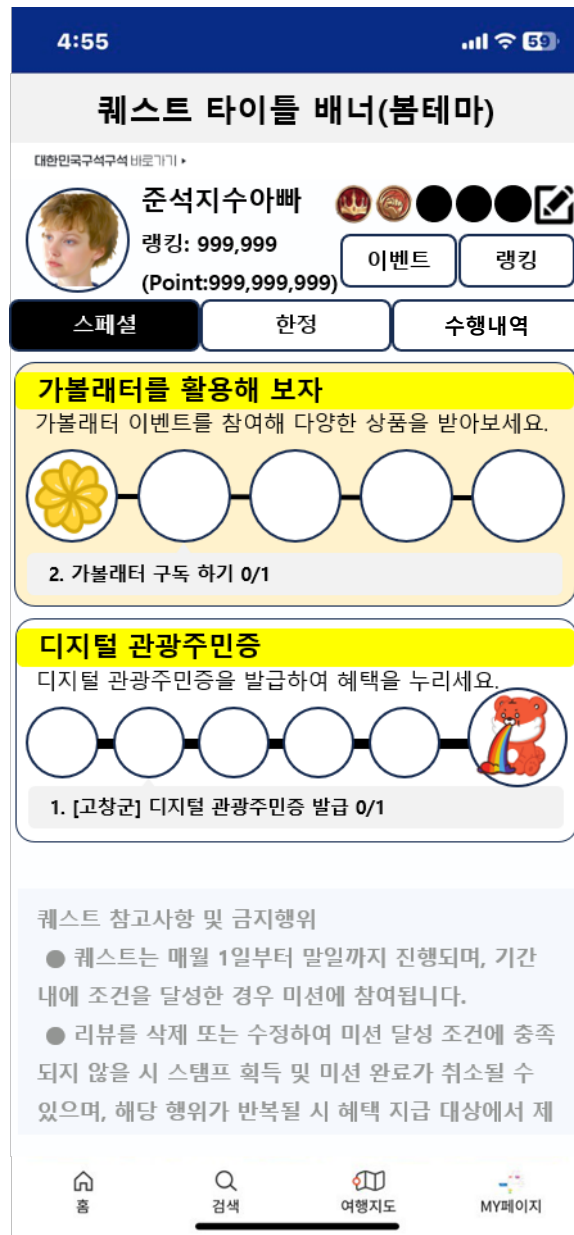 4:55
59
퀘스트 타이틀 배너(봄테마)
대한민국구석구석 바로가기
준석지수아빠
랭킹: 999,999
(Point:999,999,999)
이벤트
랭킹
스페셜
한정
수행내역
가볼래터를 활용해 보자
가볼래터 이벤트를 참여해 다양한 상품을 받아보세요.
2. 가볼래터 구독 하기 0/1
디지털 관광주민증
디지털 관광주민증을 발급하여 혜택을 누리세요.
1. [고창군] 디지털 관광주민증 발급 0/1
퀘스트 참고사항 및 금지행위
● 퀘스트는 매월 1일부터 말일까지 진행되며, 기간
내에 조건을 달성한 경우 미션에 참여됩니다.
● 리뷰를 삭제 또는 수정하여 미션 달성 조건에 충족
되지 않을 시 스탬프 획득 및 미션 완료가 취소될 수
있으며, 해당 행위가 반복될 시 혜택 지급 대상에서 제
홈
검색
여행지도
MY페이지